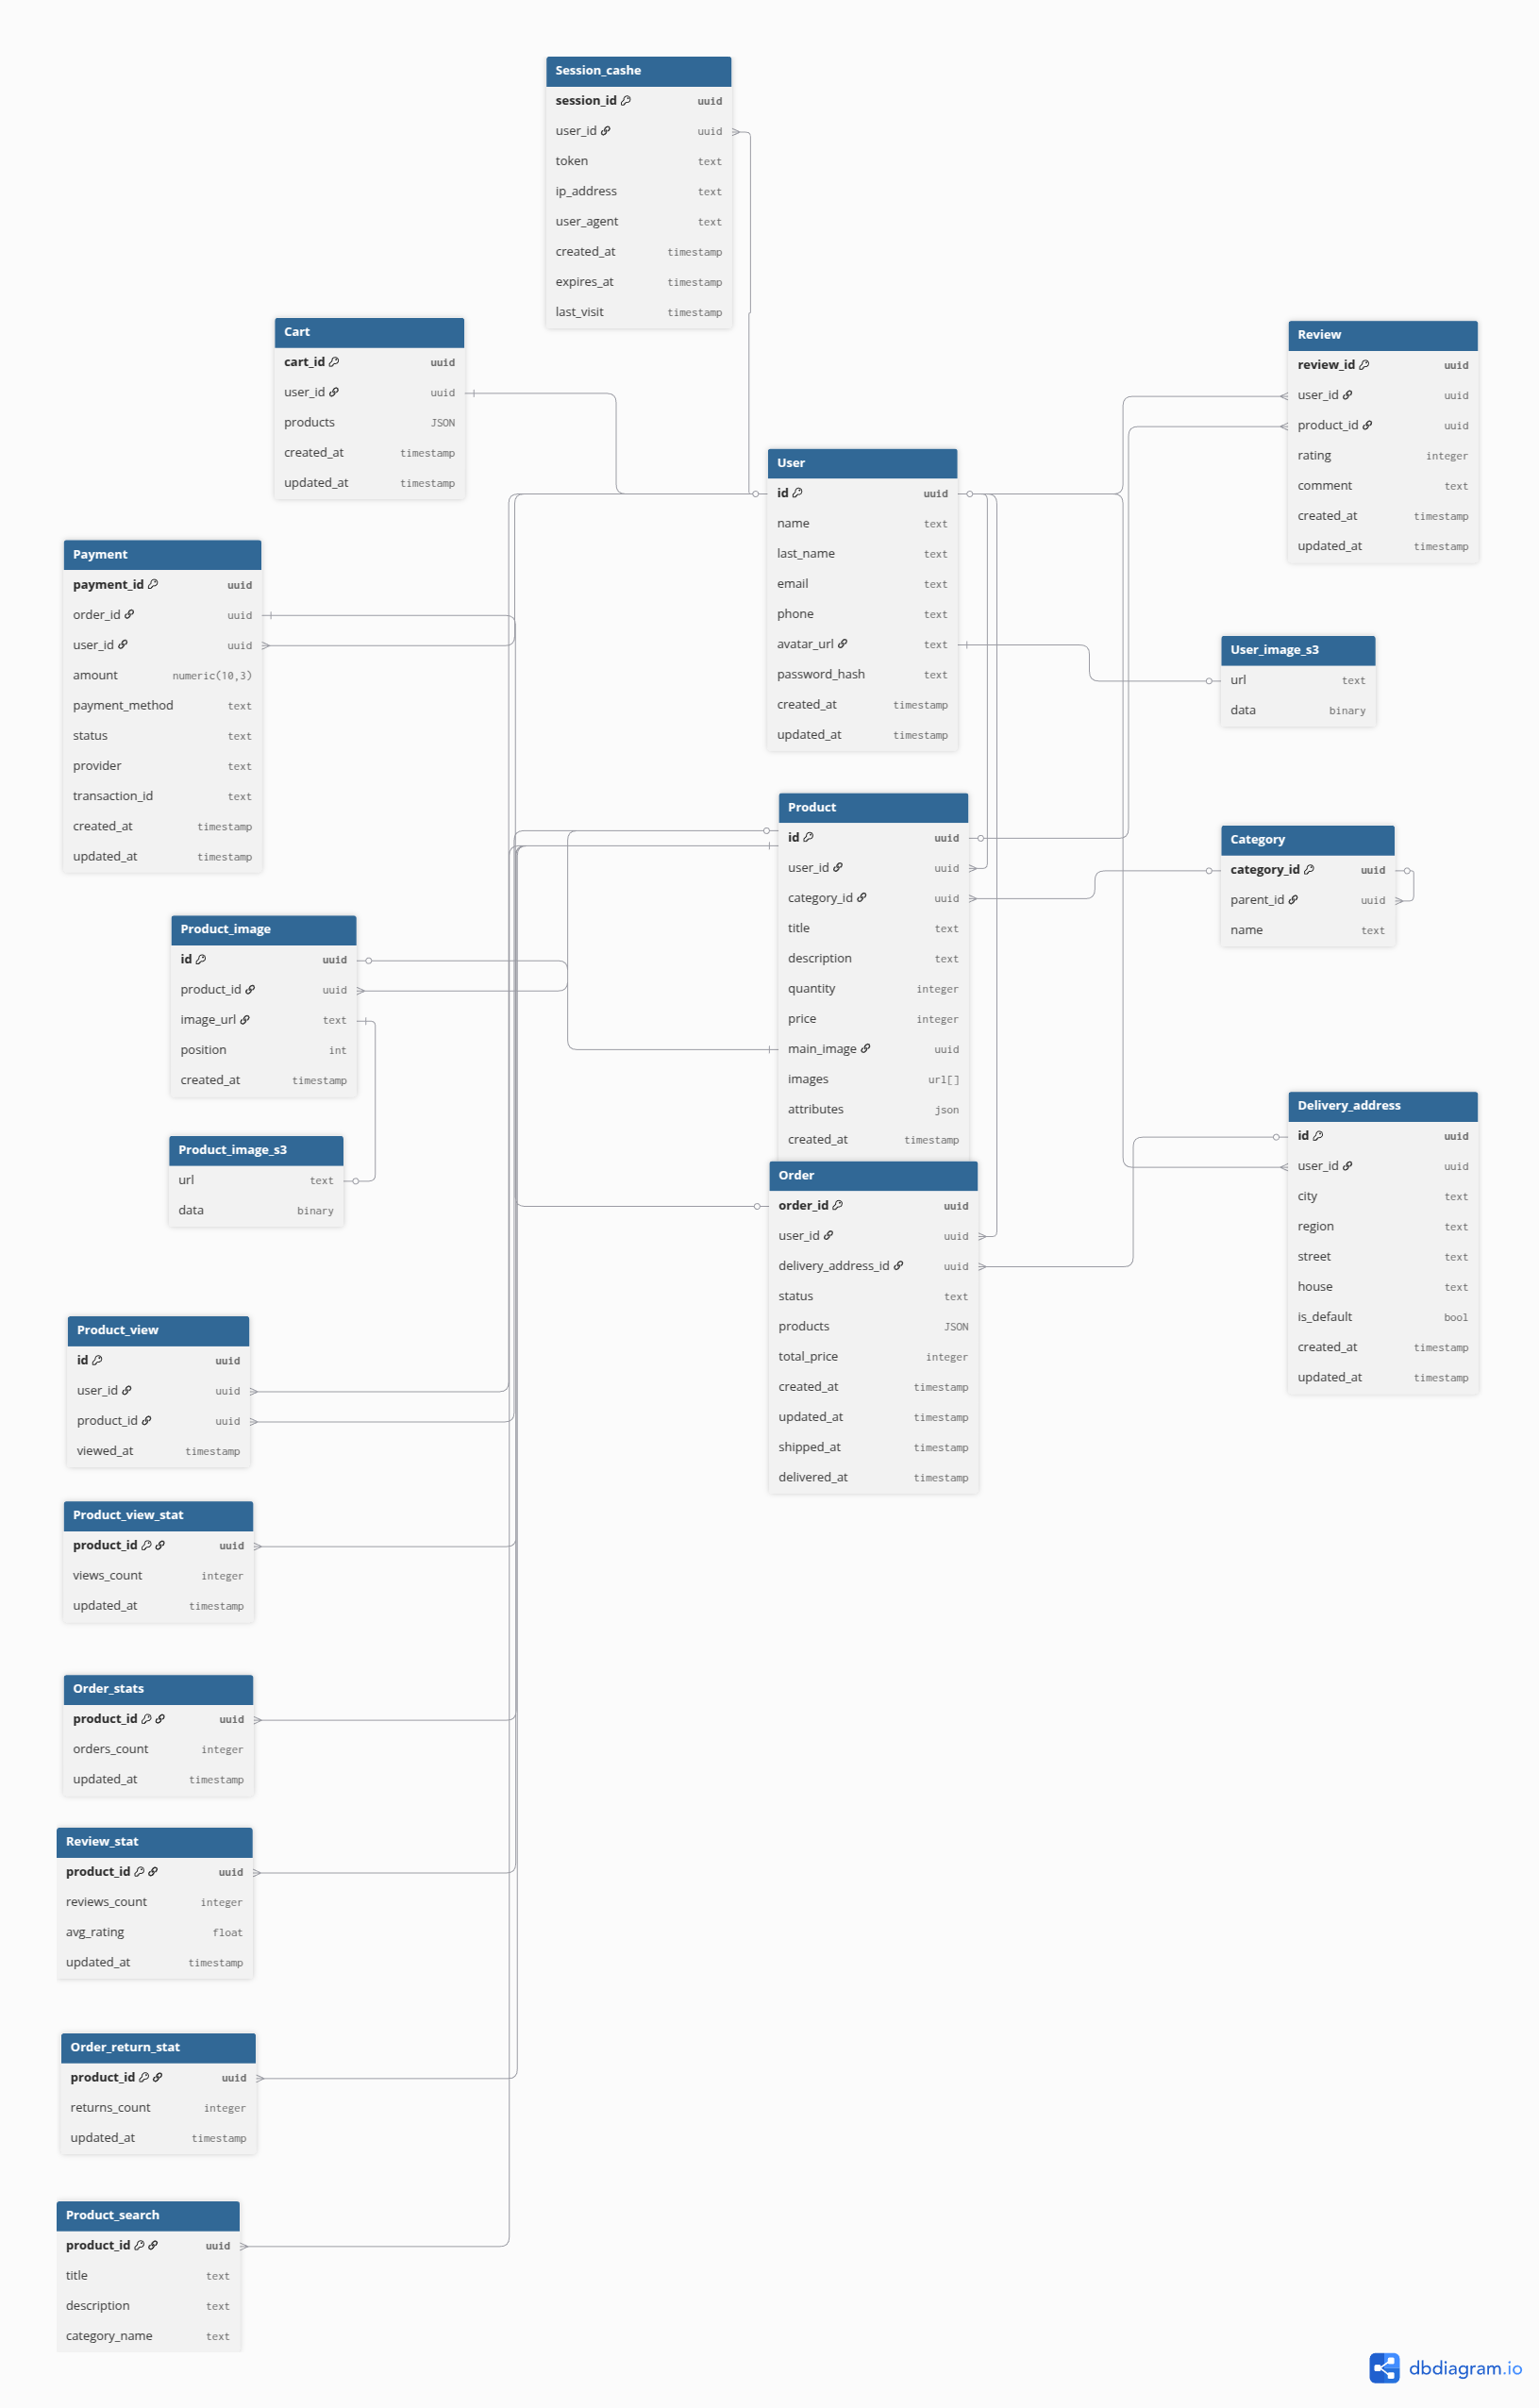 Session_cashe
session_id uuid
user_id uuid
token text
ip_address text
user_agent text
created_at timestamp
expires_at timestamp
last_visit timestamp
Cart
cart_id uuid
user_id uuid
products JSON
created_at timestamp
updated_at timestamp
Review
review_id uuid
user_id uuid
product_id uuid
rating integer
comment text
created_at timestamp
updated_at timestamp
User
id uuid
name text
last_name text
email text
phone text
avatar_url text
password_hash text
created_at timestamp
updated_at timestamp
Payment
payment_id uuid
order_id uuid
user_id uuid
amount numeric(10,3)
payment_method text
status text
provider text
transaction_id text
created_at timestamp
updated_at timestamp
User_image_s3
url text
data binary
Product
id uuid
user_id uuid
category_id uuid
title text
description text
quantity integer
price integer
main_image uuid
images url[]
attributes json
created_at timestamp
Category
category_id uuid
parent_id uuid
name text
Product_image
id uuid
product_id uuid
image_url text
position int
created_at timestamp
Product_image_s3
url text
data binary
Delivery_address
id uuid
user_id uuid
city text
region text
street text
house text
is_default bool
created_at timestamp
updated_at timestamp
Order
order_id uuid
user_id uuid
delivery_address_id uuid
status text
products JSON
total_price integer
created_at timestamp
updated_at timestamp
shipped_at timestamp
delivered_at timestamp
Product_view
id uuid
user_id uuid
product_id uuid
viewed_at timestamp
Product_view_stat
product_id uuid
views_count integer
updated_at timestamp
Order_stats
product_id uuid
orders_count integer
updated_at timestamp
Review_stat
product_id uuid
reviews_count integer
avg_rating float
updated_at timestamp
Order_return_stat
product_id uuid
returns_count integer
updated_at timestamp
Product_search
product_id uuid
title text
description text
category_name text
dbdiagram.io